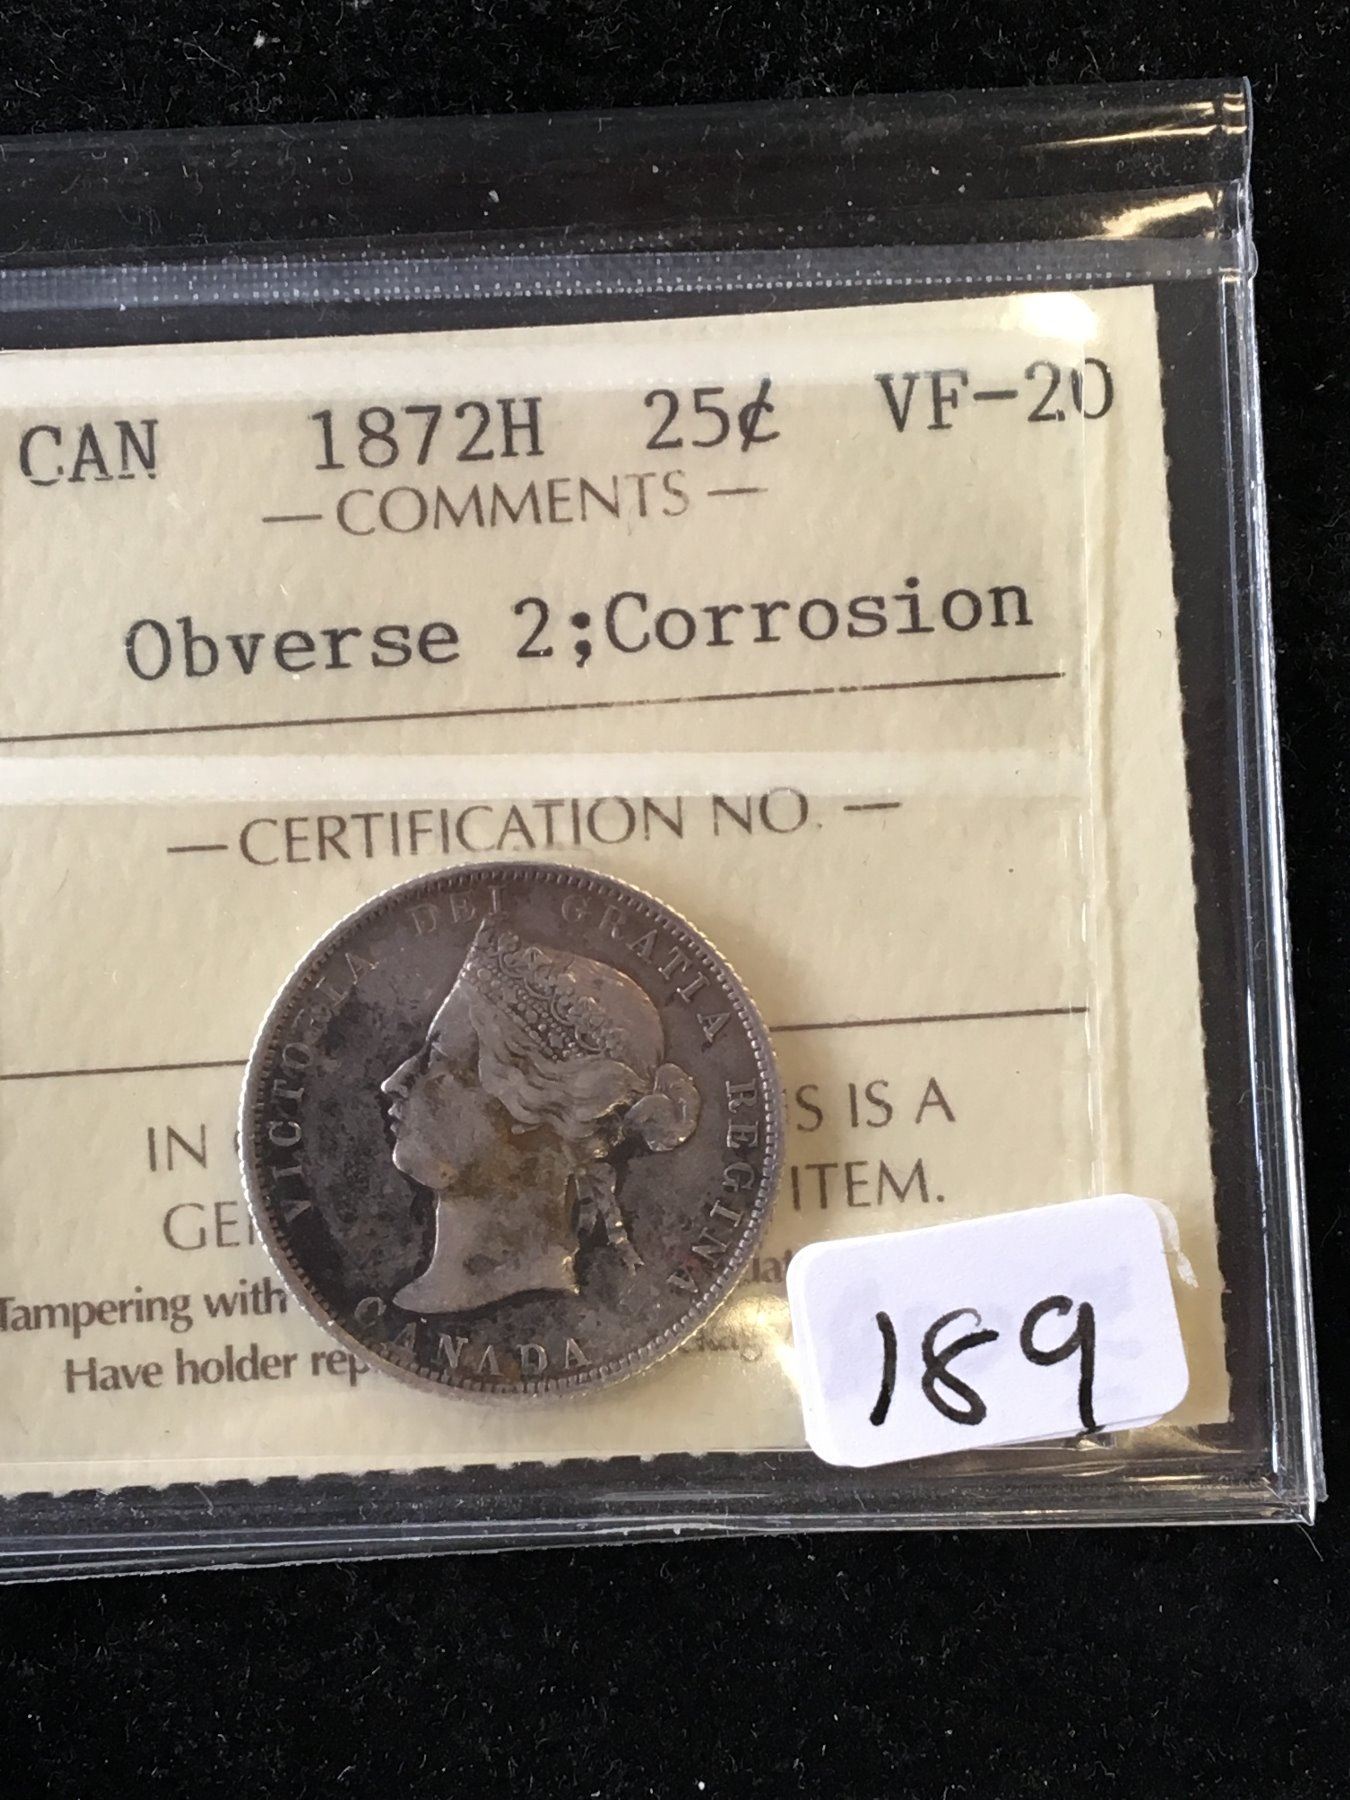 CAN 1872H 25¢ VF-20
— COMMENTS —
Obverse 2;Corrosion
— CERTIFICATION NO. —
VICTORIA DEI GRATIA REGINA
CANADA
IN S IS A
GE ITEM.
Tampering with
Have holder rep
189